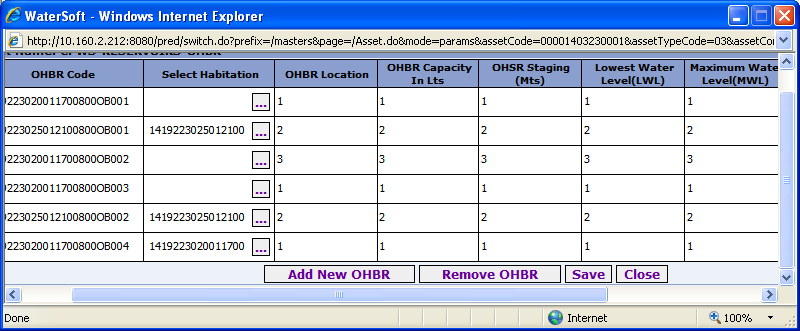 WaterSoft - Windows Internet Explorer
http://10.160.2.212:8080/pred/switch.do?prefix=/masters&page=/Asset.do&mode=params&assetCode=00001403230001&assetTypeCode=03&assetCo
OHBR Code Select Habitation OHBR Location OHBR Capacity In Lts OHSR Staging (Mts) Lowest Water Level(LWL) Maximum Wate Level(MWL)
0223020011700800OB001 ... 1 1 1 1 1
0223025012100800OB001 1419223025012100 ... 2 2 2 2 2
0223020011700800OB002 ... 3 3 3 3 3
0223020011700800OB003 ... 1 1 1 1 1
0223025012100800OB002 1419223025012100 ... 2 2 2 2 2
0223020011700800OB004 1419223020011700 ... 1 1 1 1 1
Add New OHBR Remove OHBR Save Close
Done Internet 100%